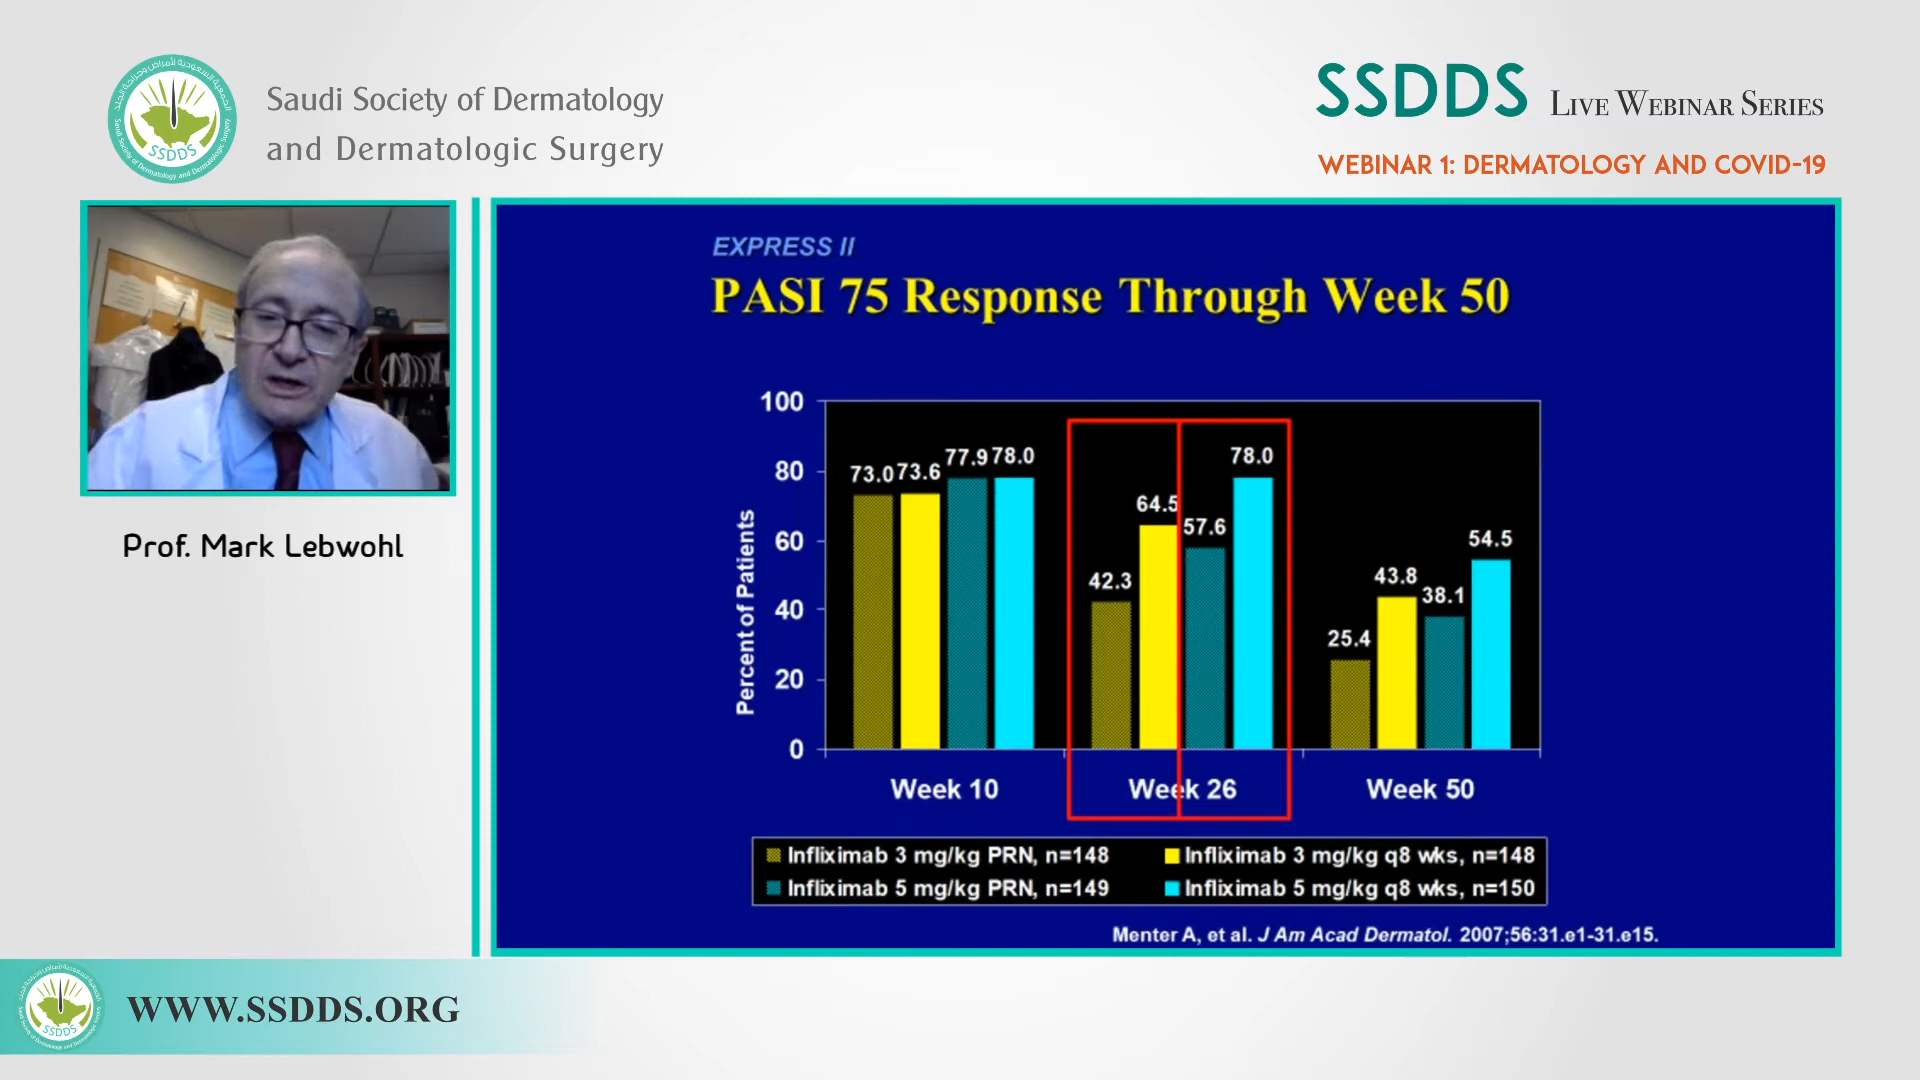 Saudi Society of Dermatology
and Dermatologic Surgery
SSDDS
SSDDS LIVE WEBINAR SERIES
WEBINAR 1: DERMATOLOGY AND COVID-19
Prof. Mark Lebwohl
EXPRESS II
PASI 75 Response Through Week 50
Percent of Patients
100
80
60
40
20
0
73.0 73.6 77.9 78.0
42.3 64.5 57.6 78.0
25.4 43.8 38.1 54.5
Week 10 Week 26 Week 50
Infliximab 3 mg/kg PRN, n=148 Infliximab 3 mg/kg q8 wks, n=148
Infliximab 5 mg/kg PRN, n=149 Infliximab 5 mg/kg q8 wks, n=150
Menter A, et al. J Am Acad Dermatol. 2007;56:31.e1-31.e15.
SSDDS
WWW.SSDDS.ORG